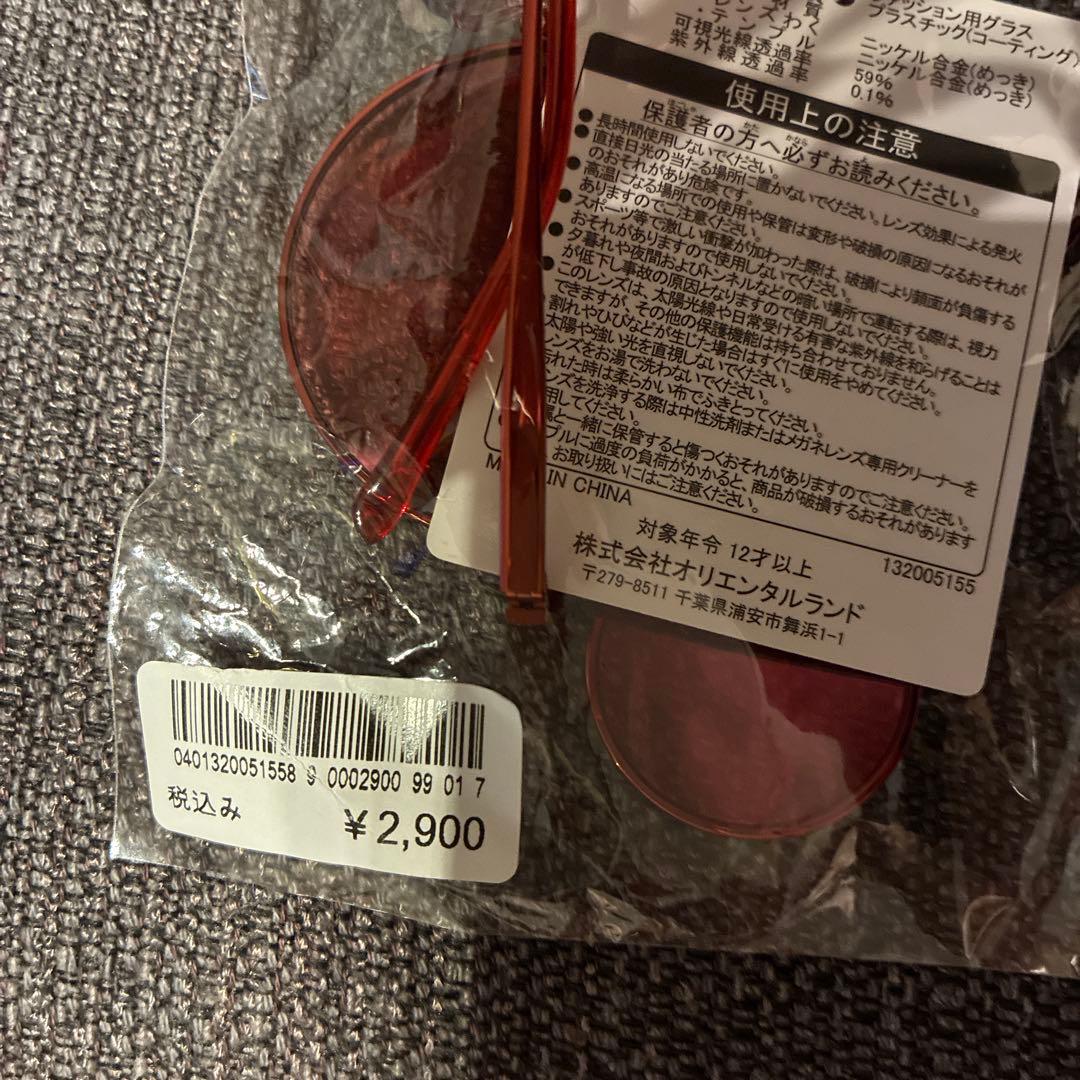 ファッション用グラス
プラスチック(コーティング)
質
レンズわく ニッケル合金(めっき)
・テンプル ニッケル合金(めっき)
可視光線透過率 59%
紫外線透過率 0.1%
使用上の注意
保護者の方へ必ずお読みください。
●長時間使用しないでください。
●直接日光の当たる場所に置かないでください。レンズ効果による発火
のおそれがあり危険です。
●高温になる場所での使用や保管は変形や破損の原因になるおそれが
ありますのでご注意ください。
●スポーツ等で激しい衝撃が加わった際は、破損により顔面が負傷する
おそれがありますので使用しないでください。
●夕暮れや夜間およびトンネルなどの暗い場所で運転する際は、視力
が低下し事故の原因となりますので使用しないでください。
●このレンズは、太陽光線や日常受ける有害な紫外線を和らげることは
できますが、その他の保護機能は持ち合わせておりません。
割れやひびなどが生じた場合はすぐに使用をやめてください。
太陽や強い光を直視しないでください。
レンズをお湯で洗わないでください。
汚れた時は柔らかい布でふきとってください。
レンズを洗浄する際は中性洗剤またはメガネレンズ専用クリーナーを
用してください。
属と一緒に保管すると傷つくおそれがありますのでご注意ください。
プルに過度の負荷がかかると、商品が破損するおそれがあります
お取り扱いにはご注意ください。
IN CHINA
対象年令 12才以上
132005155
株式会社オリエンタルランド
〒279-8511 千葉県浦安市舞浜1-1
0401320051558 9 0002900 99 01 7
税込み ¥2,900